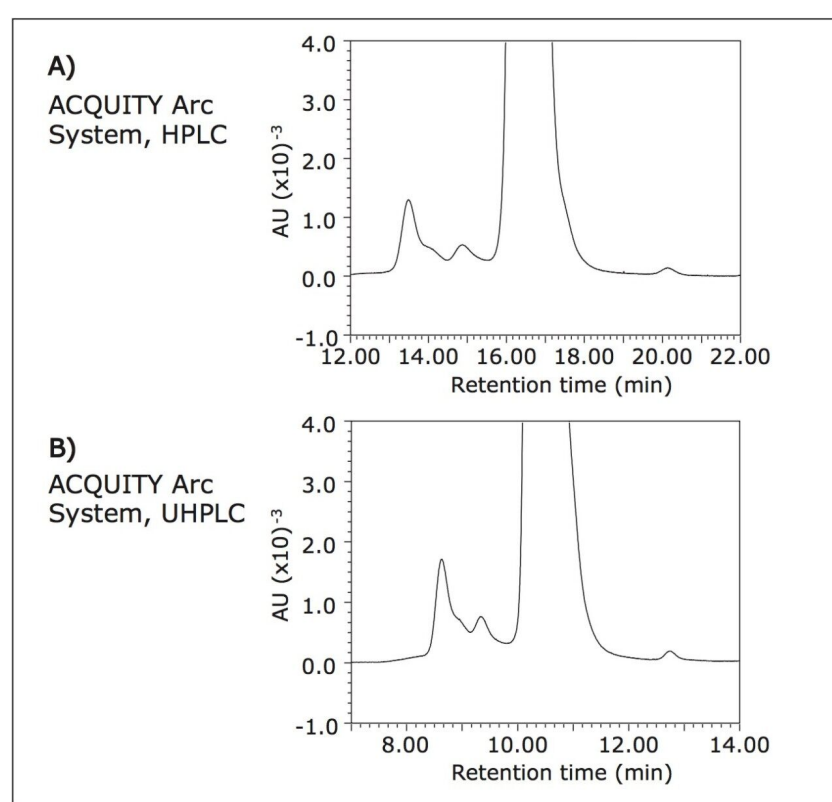 A)
ACQUITY Arc
System, HPLC
AU (x10)⁻³
4.0
3.0
2.0
1.0
0.0
-1.0
12.00 14.00 16.00 18.00 20.00 22.00
Retention time (min)
B)
ACQUITY Arc
System, UHPLC
AU (x10)⁻³
4.0
3.0
2.0
1.0
0.0
-1.0
8.00 10.00 12.00 14.00
Retention time (min)